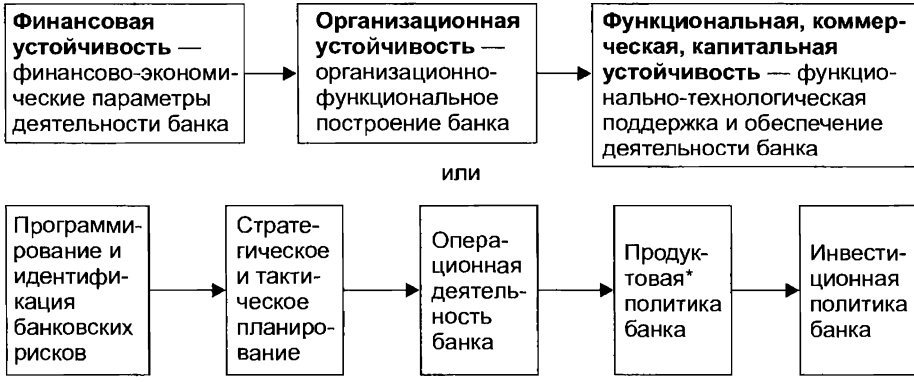 Финансовая
устойчивость —
финансово-экономи-
ческие параметры
деятельности банка
Организационная
устойчивость —
организационно-
функциональное
построение банка
Функциональная, коммер-
ческая, капитальная
устойчивость — функцио-
нально-технологическая
поддержка и обеспечение
деятельности банка
или
Программи-
рование и
идентифи-
кация
банковских
рисков
Страте-
гическое
и такти-
ческое
планиро-
вание
Опера-
ционная
деятель-
ность
банка
Продук-
товая*
политика
банка
Инвести-
ционная
политика
банка